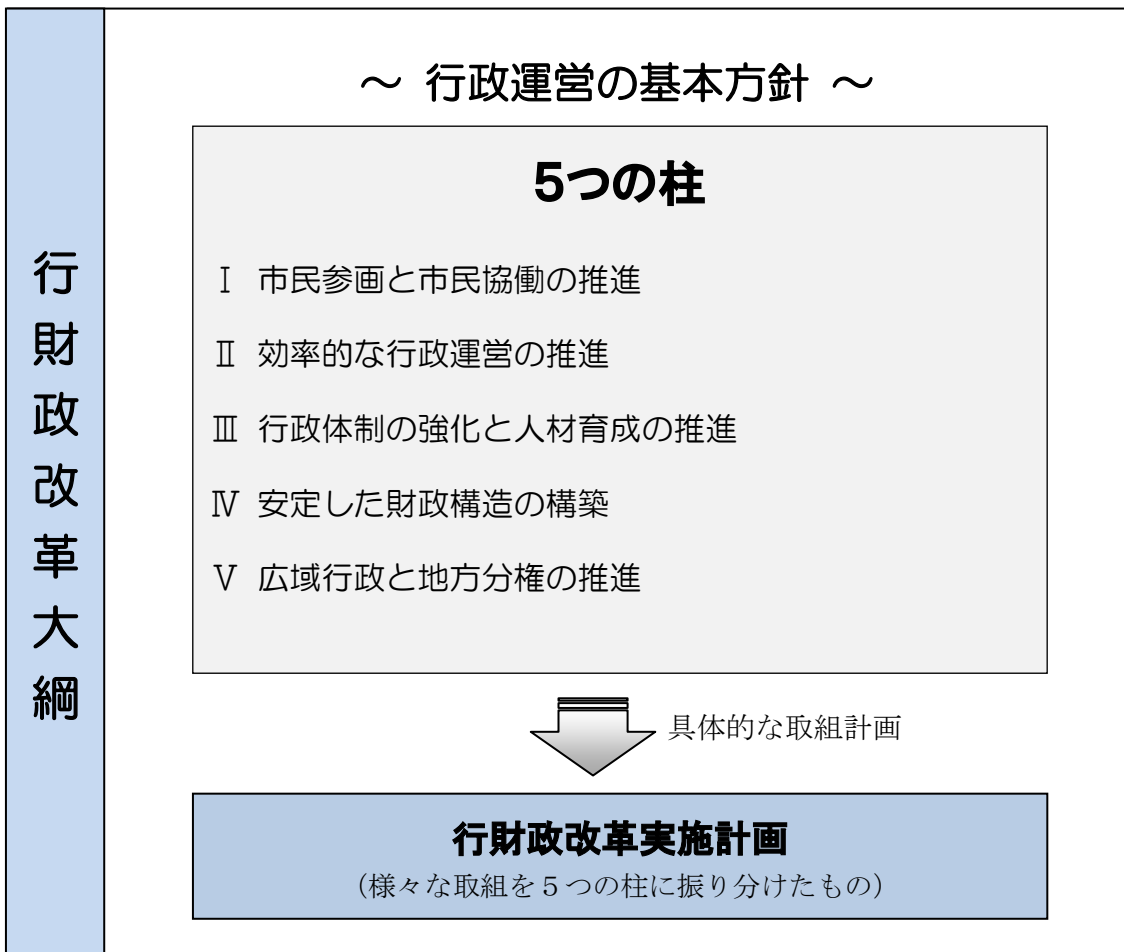 行財政改革大綱
～ 行政運営の基本方針 ～
5つの柱
Ⅰ 市民参画と市民協働の推進
Ⅱ 効率的な行政運営の推進
Ⅲ 行政体制の強化と人材育成の推進
Ⅳ 安定した財政構造の構築
Ⅴ 広域行政と地方分権の推進
具体的な取組計画
行財政改革実施計画
（様々な取組を５つの柱に振り分けたもの）